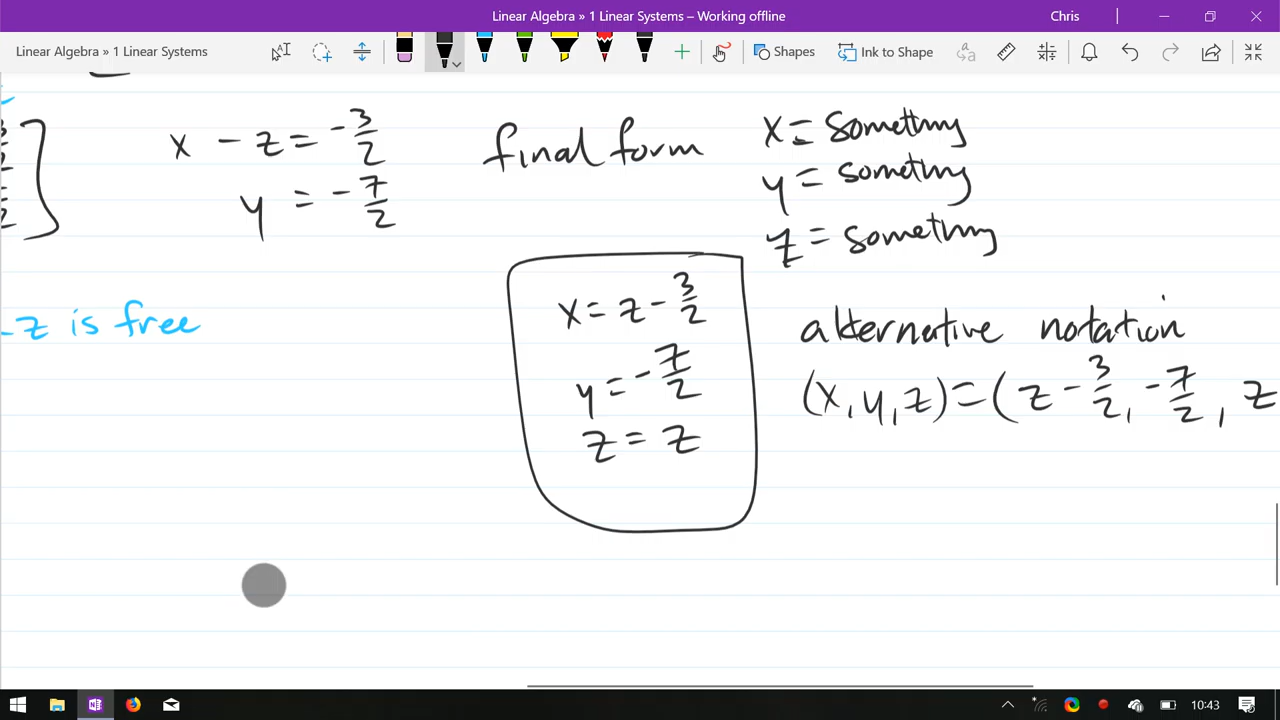 Linear Algebra » 1 Linear Systems – Working offline
Chris
Linear Algebra » 1 Linear Systems
Shapes
Ink to Shape
x - z = -3/2
y = -7/2
final form
x = something
y = something
z = something
z is free
x = z - 3/2
y = -7/2
z = z
alternative notation
(x, y, z) = (z - 3/2, -7/2, z
10:43